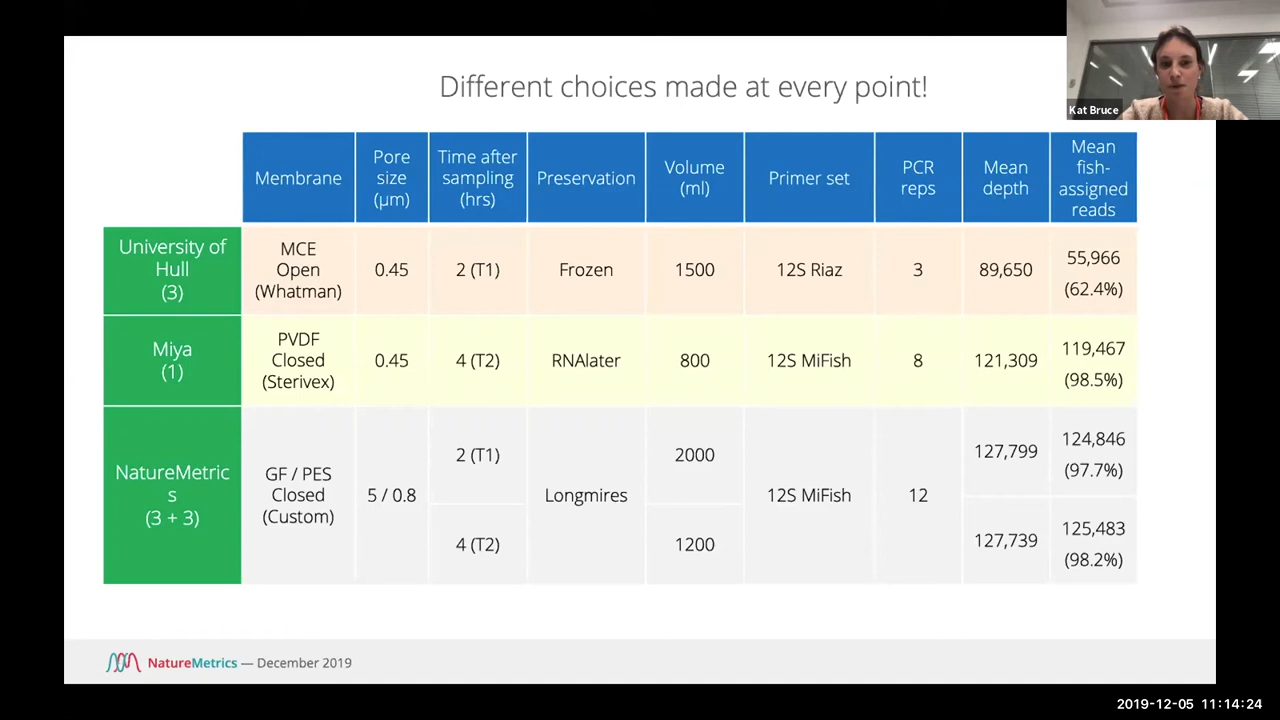 Different choices made at every point!
Kat Bruce
Membrane
Pore
size
(µm)
Time after
sampling
(hrs)
Preservation
Volume
(ml)
Primer set
PCR
reps
Mean
depth
Mean
fish-
assigned
reads
University of
Hull
(3)
MCE
Open
(Whatman)
0.45
2 (T1)
Frozen
1500
12S Riaz
3
89,650
55,966
(62.4%)
Miya
(1)
PVDF
Closed
(Sterivex)
0.45
4 (T2)
RNAlater
800
12S MiFish
8
121,309
119,467
(98.5%)
NatureMetric
s
(3 + 3)
GF / PES
Closed
(Custom)
5 / 0.8
2 (T1)
4 (T2)
Longmires
2000
1200
12S MiFish
12
127,799
127,739
124,846
(97.7%)
125,483
(98.2%)
NatureMetrics — December 2019
2019-12-05 11:14:24